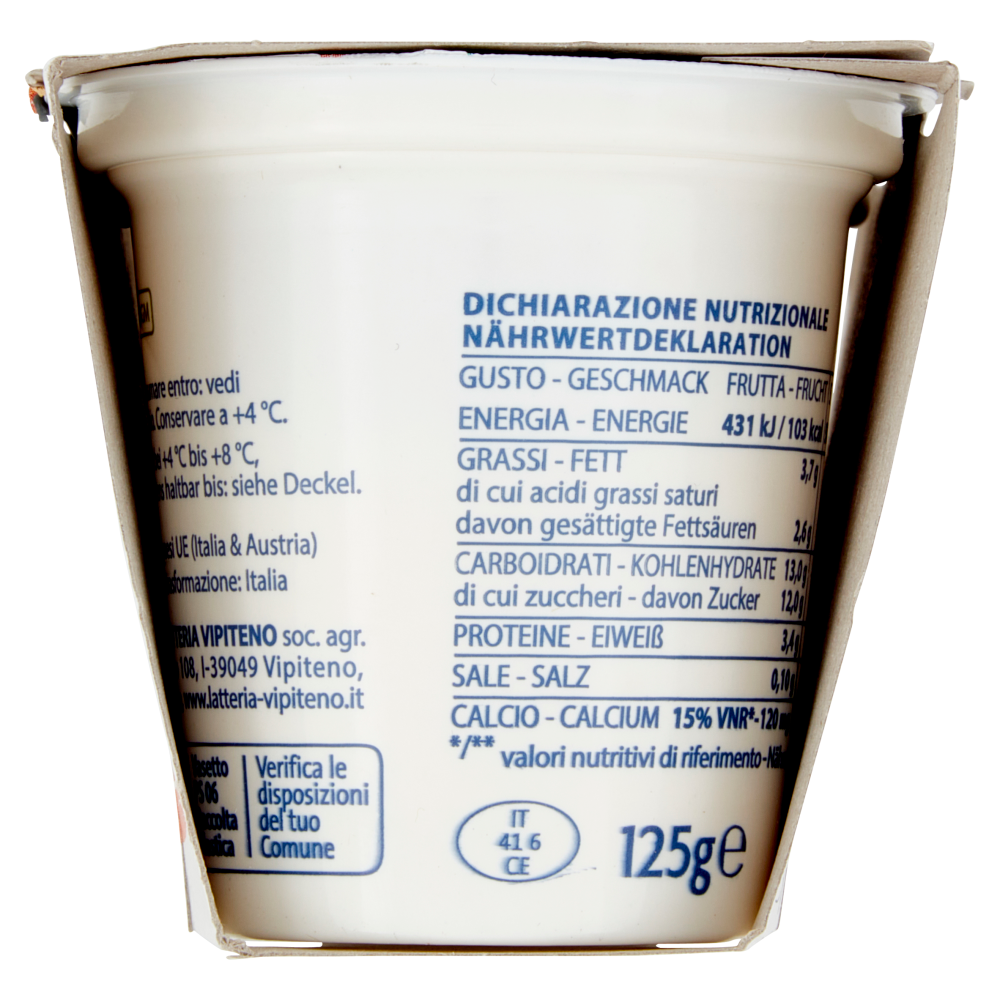 entro: vedi
Conservare a +4 °C.
+4 °C bis +8 °C,
haltbar bis: siehe Deckel.
UE (Italia & Austria)
Italia
VIPITENO soc. agr.
108, I-39049 Vipiteno,
www.latteria-vipiteno.it
Verifica le
disposizioni
del tuo
Comune
DICHIARAZIONE NUTRIZIONALE
NÄHRWERTDEKLARATION
GUSTO - GESCHMACK FRUTTA - FRUCHT
ENERGIA - ENERGIE 431 kJ / 103 kcal
GRASSI - FETT 3,7 g
di cui acidi grassi saturi
davon gesättigte Fettsäuren 2,6 g
CARBOIDRATI - KOHLENHYDRATE 13,0 g
di cui zuccheri - davon Zucker 12,0 g
PROTEINE - EIWEIß 3,4 g
SALE - SALZ 0,10 g
CALCIO - CALCIUM 15% VNR*-120
*/** valori nutritivi di riferimento -
IT
41 6
CE
125g e